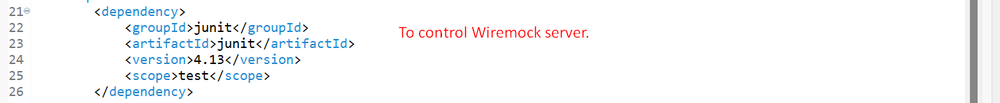 21 <dependency>
22 <groupId>junit</groupId> To control Wiremock server.
23 <artifactId>junit</artifactId>
24 <version>4.13</version>
25 <scope>test</scope>
26 </dependency>